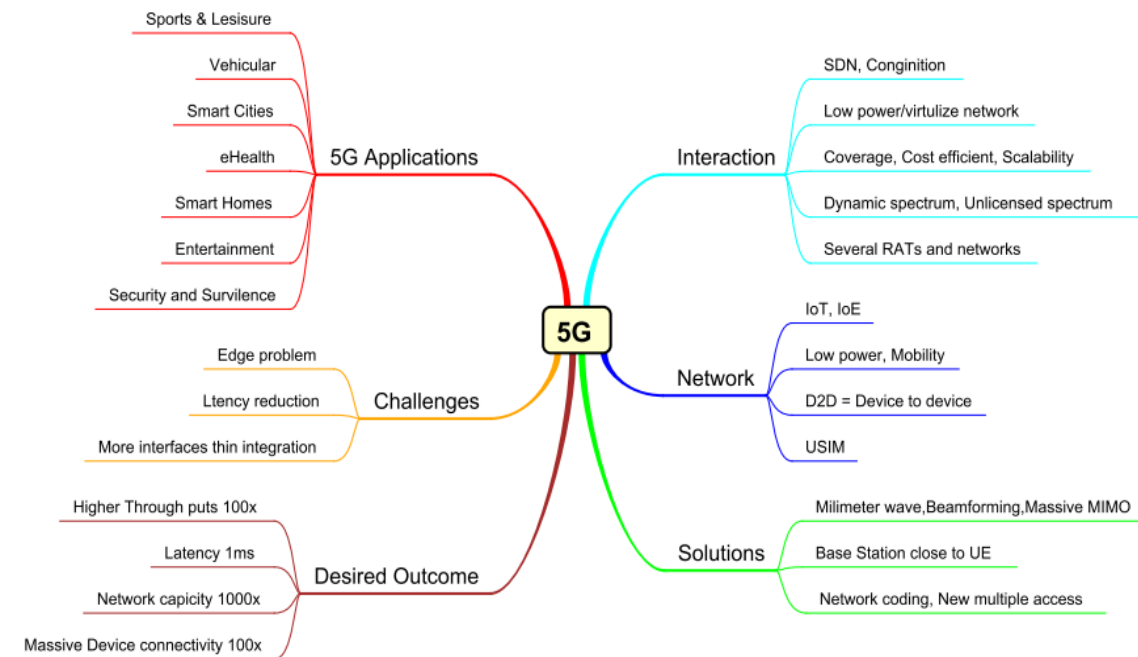 Sports & Lesisure
Vehicular
Smart Cities
eHealth
Smart Homes
Entertainment
Security and Survilence
5G Applications
Edge problem
Ltency reduction
More interfaces thin integration
Challenges
Higher Through puts 100x
Latency 1ms
Network capicity 1000x
Massive Device connectivity 100x
Desired Outcome
5G
Interaction
SDN, Conginition
Low power/virtulize network
Coverage, Cost efficient, Scalability
Dynamic spectrum, Unlicensed spectrum
Several RATs and networks
Network
IoT, IoE
Low power, Mobility
D2D = Device to device
USIM
Solutions
Milimeter wave,Beamforming,Massive MIMO
Base Station close to UE
Network coding, New multiple access